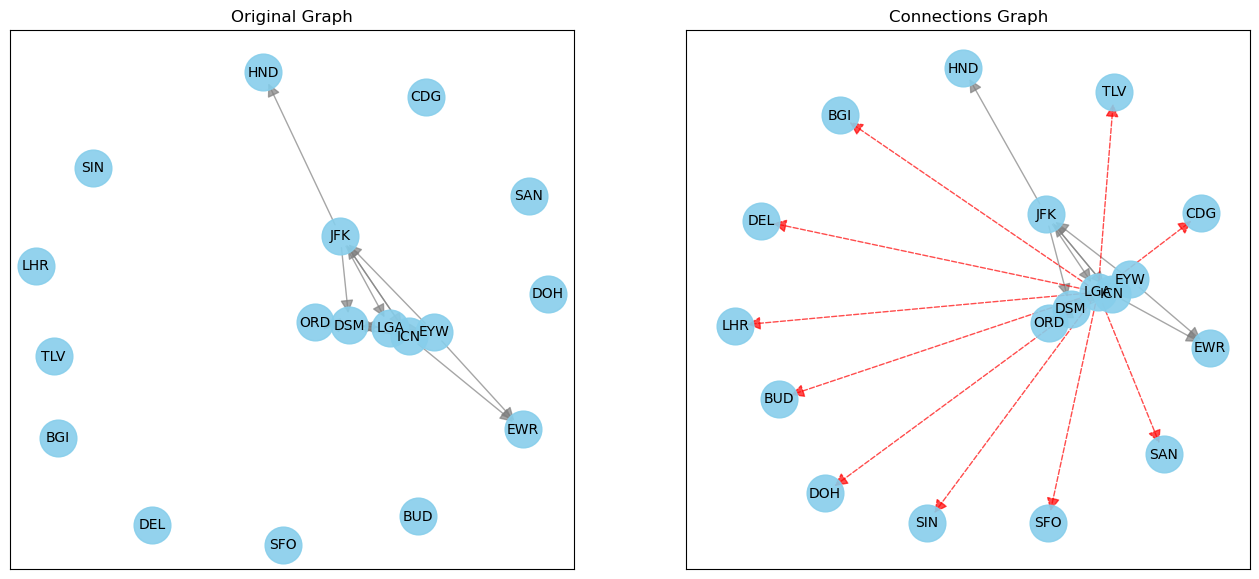 Original Graph
HND
CDG
SIN
SAN
JFK
LHR
DOH
ORD
DSM
LGA
ICN
EYW
TLV
EWR
BGI
BUD
DEL
SFO
Connections Graph
HND
TLV
BGI
CDG
JFK
DEL
EYW
LGA
ICN
DSM
ORD
LHR
EWR
BUD
SAN
DOH
SIN
SFO